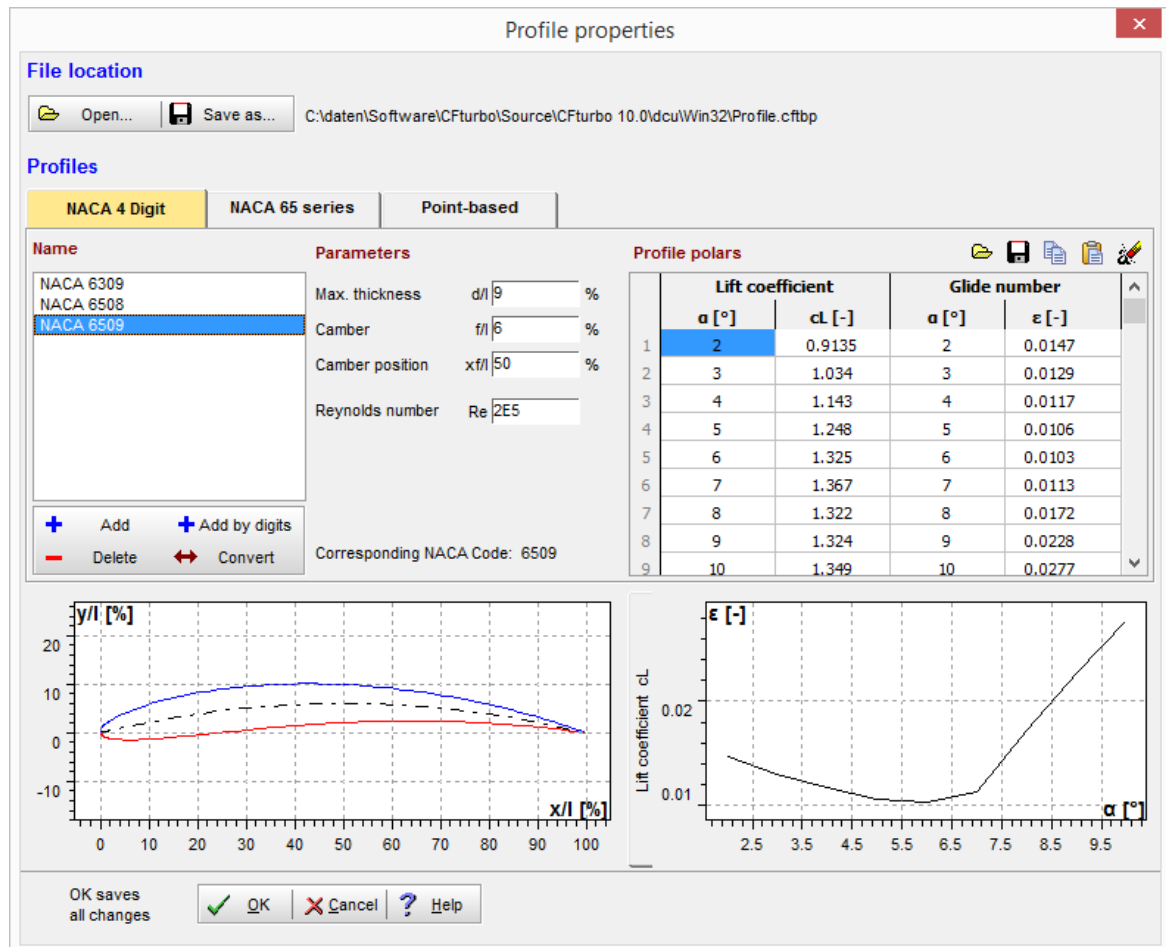 Profile properties
File location
Open... Save as... C:\daten\Software\CFturbo\Source\CFturbo 10.0\dcu\Win32\Profile.cftbp
Profiles
NACA 4 Digit NACA 65 series Point-based
Name
NACA 6309
NACA 6508
NACA 6509
Add Add by digits
Delete Convert
Parameters
Max. thickness d/l 9 %
Camber f/l 6 %
Camber position xf/l 50 %
Reynolds number Re 2E5
Corresponding NACA Code: 6509
Profile polars
Lift coefficient Glide number
α [°] cL [-] α [°] ε [-]
1 2 0.9135 2 0.0147
2 3 1.034 3 0.0129
3 4 1.143 4 0.0117
4 5 1.248 5 0.0106
5 6 1.325 6 0.0103
6 7 1.367 7 0.0113
7 8 1.322 8 0.0172
8 9 1.324 9 0.0228
9 10 1.349 10 0.0277
y/l [%]
20
10
0
-10
x/l [%]
0 10 20 30 40 50 60 70 80 90 100
Lift coefficient cL
ε [-]
0.02
0.01
α [°]
2.5 3.5 4.5 5.5 6.5 7.5 8.5 9.5
OK saves
all changes
OK Cancel ? Help